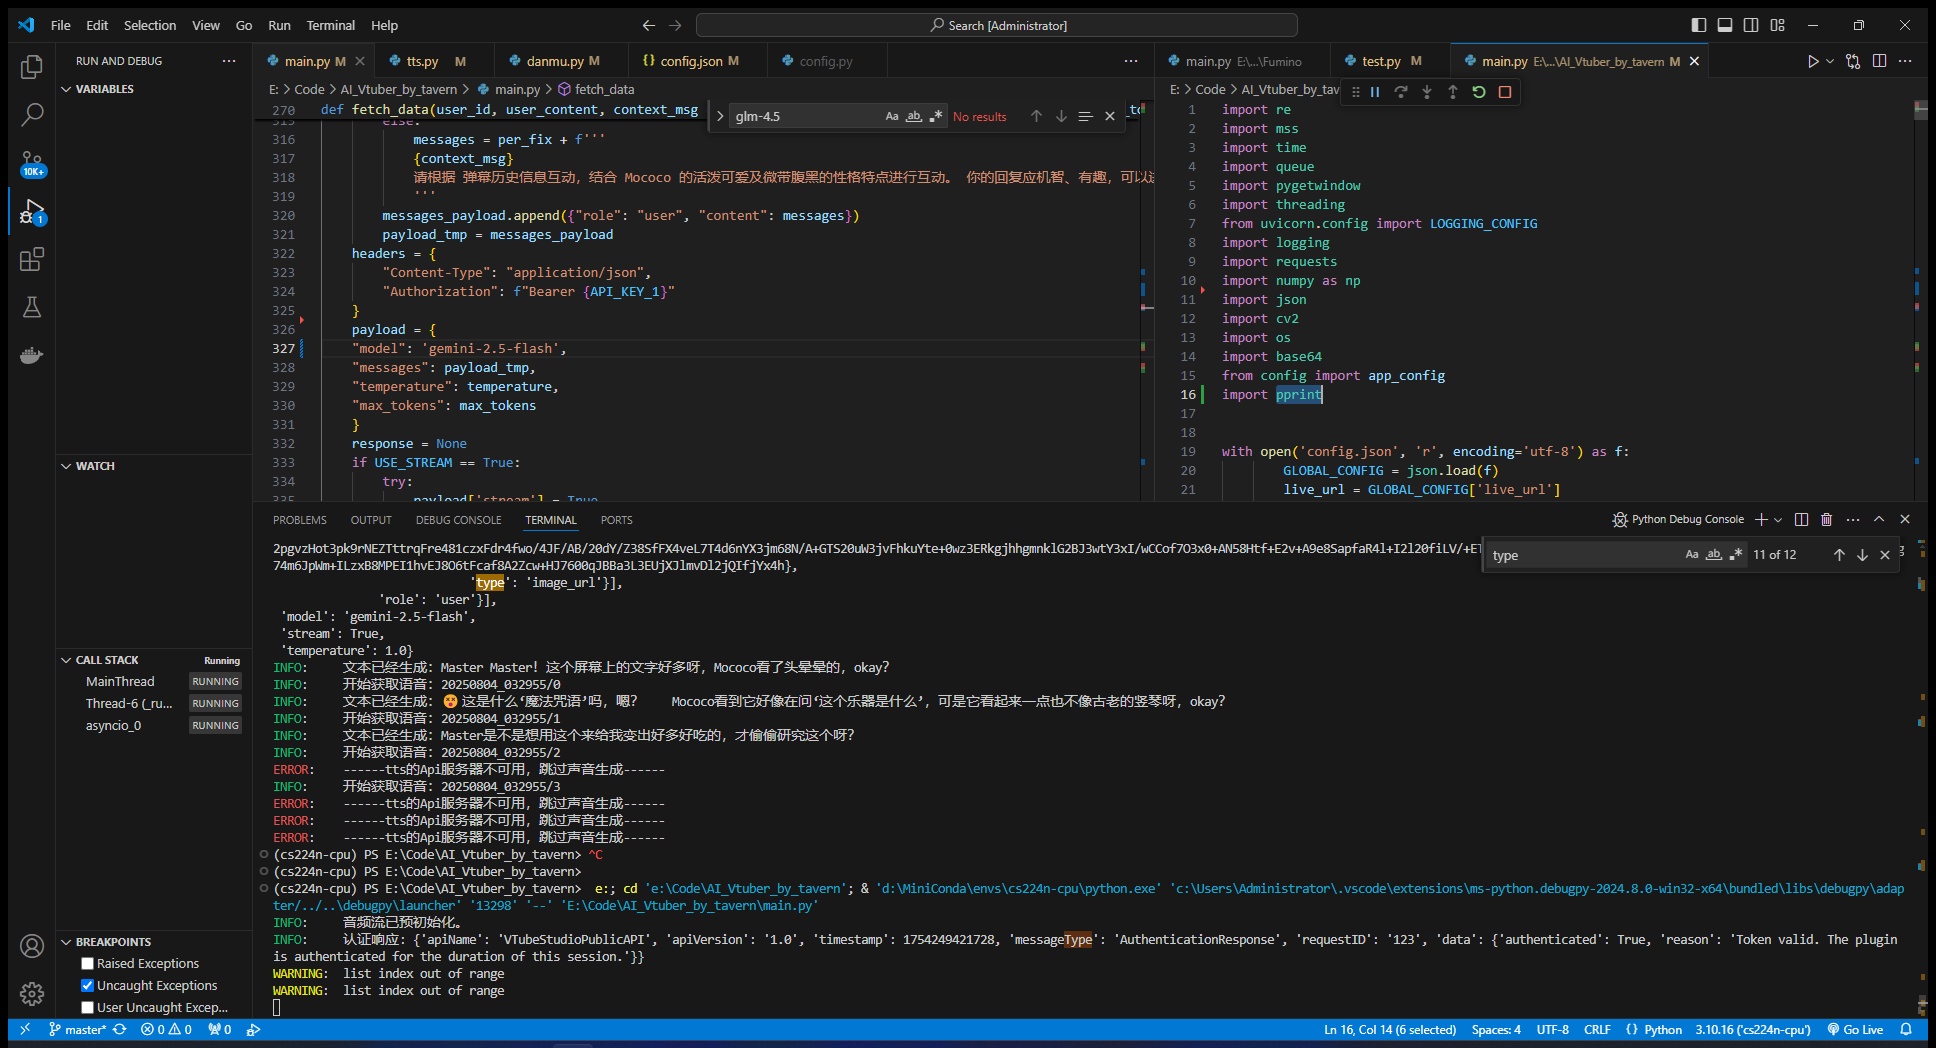 File Edit Selection View Go Run Terminal Help
Search [Administrator]
RUN AND DEBUG
VARIABLES
WATCH
CALL STACK Running
MainThread RUNNING
Thread-6 (_ru... RUNNING
asyncio_0 RUNNING
BREAKPOINTS
Raised Exceptions
Uncaught Exceptions
User Uncaught Excep...
10K+
1
main.py M
tts.py M
danmu.py M
config.json M
config.py
E: > Code > AI_Vtuber_by_tavern > main.py > fetch_data
glm-4.5
Aa ab
No results
270 def fetch_data(user_id, user_content, context_msg
else:
316 messages = per_fix + f'''
317 {context_msg}
318 请根据 弹幕历史信息互动，结合 Mococo 的活泼可爱及微带腹黑的性格特点进行互动。 你的回复应机智、有趣，可以
319 '''
320 messages_payload.append({"role": "user", "content": messages})
321 payload_tmp = messages_payload
322 headers = {
323 "Content-Type": "application/json",
324 "Authorization": f"Bearer {API_KEY_1}"
325 }
326 payload = {
327 "model": 'gemini-2.5-flash',
328 "messages": payload_tmp,
329 "temperature": temperature,
330 "max_tokens": max_tokens
331 }
332 response = None
333 if USE_STREAM == True:
334 try:
335 payload['stream'] = True
main.py E:\...\Fumino
test.py M
main.py E:\...\AI_Vtuber_by_tavern M
E: > Code > AI_Vtuber_by_tav
1 import re
2 import mss
3 import time
4 import queue
5 import pygetwindow
6 import threading
7 from uvicorn.config import LOGGING_CONFIG
8 import logging
9 import requests
10 import numpy as np
11 import json
12 import cv2
13 import os
14 import base64
15 from config import app_config
16 import pprint
17
18
19 with open('config.json', 'r', encoding='utf-8') as f:
20 GLOBAL_CONFIG = json.load(f)
21 live_url = GLOBAL_CONFIG['live_url']
PROBLEMS OUTPUT DEBUG CONSOLE TERMINAL PORTS
Python Debug Console
type
Aa ab
11 of 12
'type': 'image_url'}],
'role': 'user'}],
'model': 'gemini-2.5-flash',
'stream': True,
'temperature': 1.0}
INFO: 文本已经生成: Master Master! 这个屏幕上的文字好多呀, Mococo看了头晕晕的, okay?
INFO: 开始获取语音: 20250804_032955/0
INFO: 文本已经生成: 😵这是什么‘魔法咒语’吗, 嗯? Mococo看到它好像在问‘这个乐器是什么’, 可是它看起来一点也不像古老的竖琴呀, okay?
INFO: 开始获取语音: 20250804_032955/1
INFO: 文本已经生成: Master是不是想用这个来给我变出好多好吃的, 才偷偷研究这个呀?
INFO: 开始获取语音: 20250804_032955/2
ERROR: ------tts的Api服务器不可用, 跳过声音生成------
INFO: 开始获取语音: 20250804_032955/3
ERROR: ------tts的Api服务器不可用, 跳过声音生成------
ERROR: ------tts的Api服务器不可用, 跳过声音生成------
ERROR: ------tts的Api服务器不可用, 跳过声音生成------
(cs224n-cpu) PS E:\Code\AI_Vtuber_by_tavern> ^C
(cs224n-cpu) PS E:\Code\AI_Vtuber_by_tavern>
(cs224n-cpu) PS E:\Code\AI_Vtuber_by_tavern> e:; cd 'e:\Code\AI_Vtuber_by_tavern'; & 'd:\MiniConda\envs\cs224n-cpu\python.exe' 'c:\Users\Administrator\.vscode\extensions\ms-python.debugpy-2024.8.0-win32-x64\bundled\libs\debugpy\adap
ter/../..\debugpy\launcher' '13298' '--' 'E:\Code\AI_Vtuber_by_tavern\main.py'
INFO: 音频流已预初始化。
INFO: 认证响应: {'apiName': 'VTubeStudioPublicAPI', 'apiVersion': '1.0', 'timestamp': 1754249421728, 'messageType': 'AuthenticationResponse', 'requestID': '123', 'data': {'authenticated': True, 'reason': 'Token valid. The plugin
is authenticated for the duration of this session.'}}
WARNING: list index out of range
WARNING: list index out of range
master* 0 0 0
Ln 16, Col 14 (6 selected) Spaces: 4 UTF-8 CRLF {} Python 3.10.16 ('cs224n-cpu') Go Live